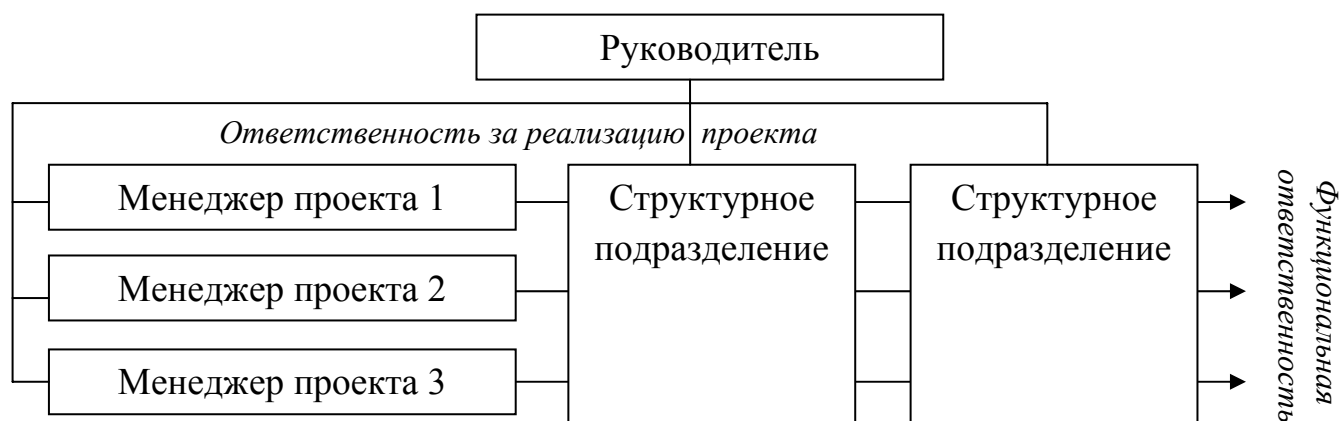 Руководитель
Ответственность за реализацию проекта
Менеджер проекта 1
Менеджер проекта 2
Менеджер проекта 3
Структурное
подразделение
Структурное
подразделение
Функциональная
ответственность